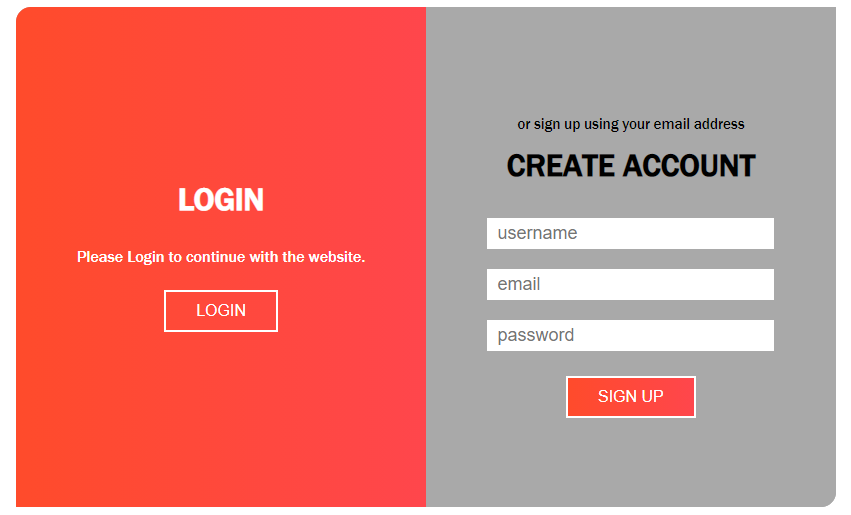 LOGIN
Please Login to continue with the website.
LOGIN
or sign up using your email address
CREATE ACCOUNT
username
email
password
SIGN UP